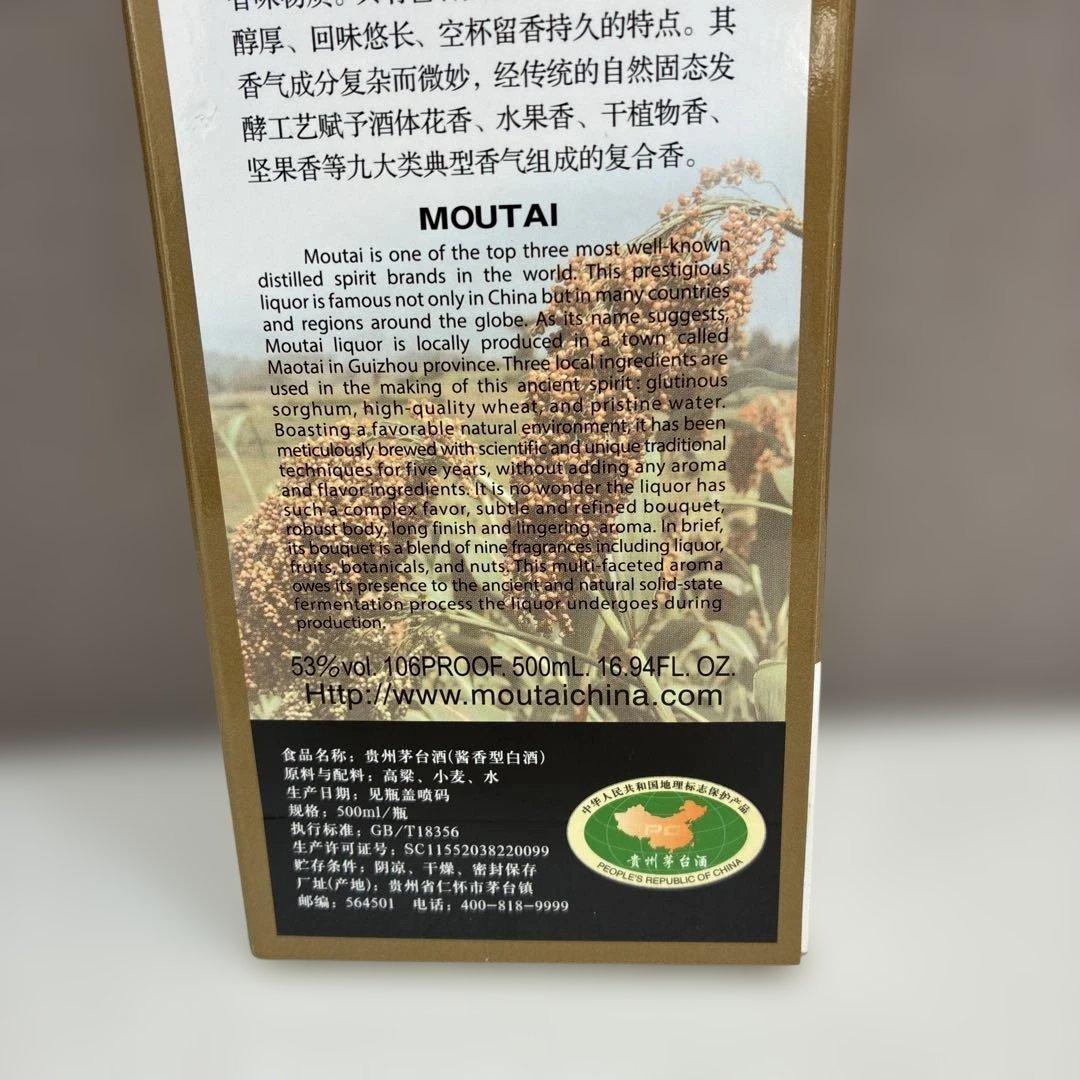 香味物质。具有
醇厚、回味悠长、空杯留香持久的特点。其
香气成分复杂而微妙，经传统的自然固态发
酵工艺赋予酒体花香、水果香、干植物香、
坚果香等九大类典型香气组成的复合香。
MOUTAI
Moutai is one of the top three most well-known
distilled spirit brands in the world. This prestigious
liquor is famous not only in China but in many countries
and regions around the globe. As its name suggests,
Moutai liquor is locally produced in a town called
Maotai in Guizhou province. Three local ingredients are
used in the making of this ancient spirit: glutinous
sorghum, high-quality wheat, and pristine water.
Boasting a favorable natural environment, it has been
meticulously brewed with scientific and unique traditional
techniques for five years, without adding any aroma
and flavor ingredients. It is no wonder the liquor has
such a complex favor, subtle and refined bouquet,
robust body, long finish and lingering aroma. In brief,
its bouquet is a blend of nine fragrances including liquor,
fruits, botanicals, and nuts. This multi-faceted aroma
owes its presence to the ancient and natural solid-state
fermentation process the liquor undergoes during
production.
53%vol. 106PROOF. 500mL. 16.94FL. OZ.
Http://www.moutaichina.com
食品名称：贵州茅台酒(酱香型白酒)
原料与配料：高粱、小麦、水
生产日期：见瓶盖喷码
规格：500ml/瓶
执行标准：GB/T18356
生产许可证号：SC11552038220099
贮存条件：阴凉、干燥、密封保存
厂址(产地)：贵州省仁怀市茅台镇
邮编：564501 电话：400-818-9999
中华人民共和国地理标志保护产品
PGI
贵州茅台酒
PEOPLE'S REPUBLIC OF CHINA